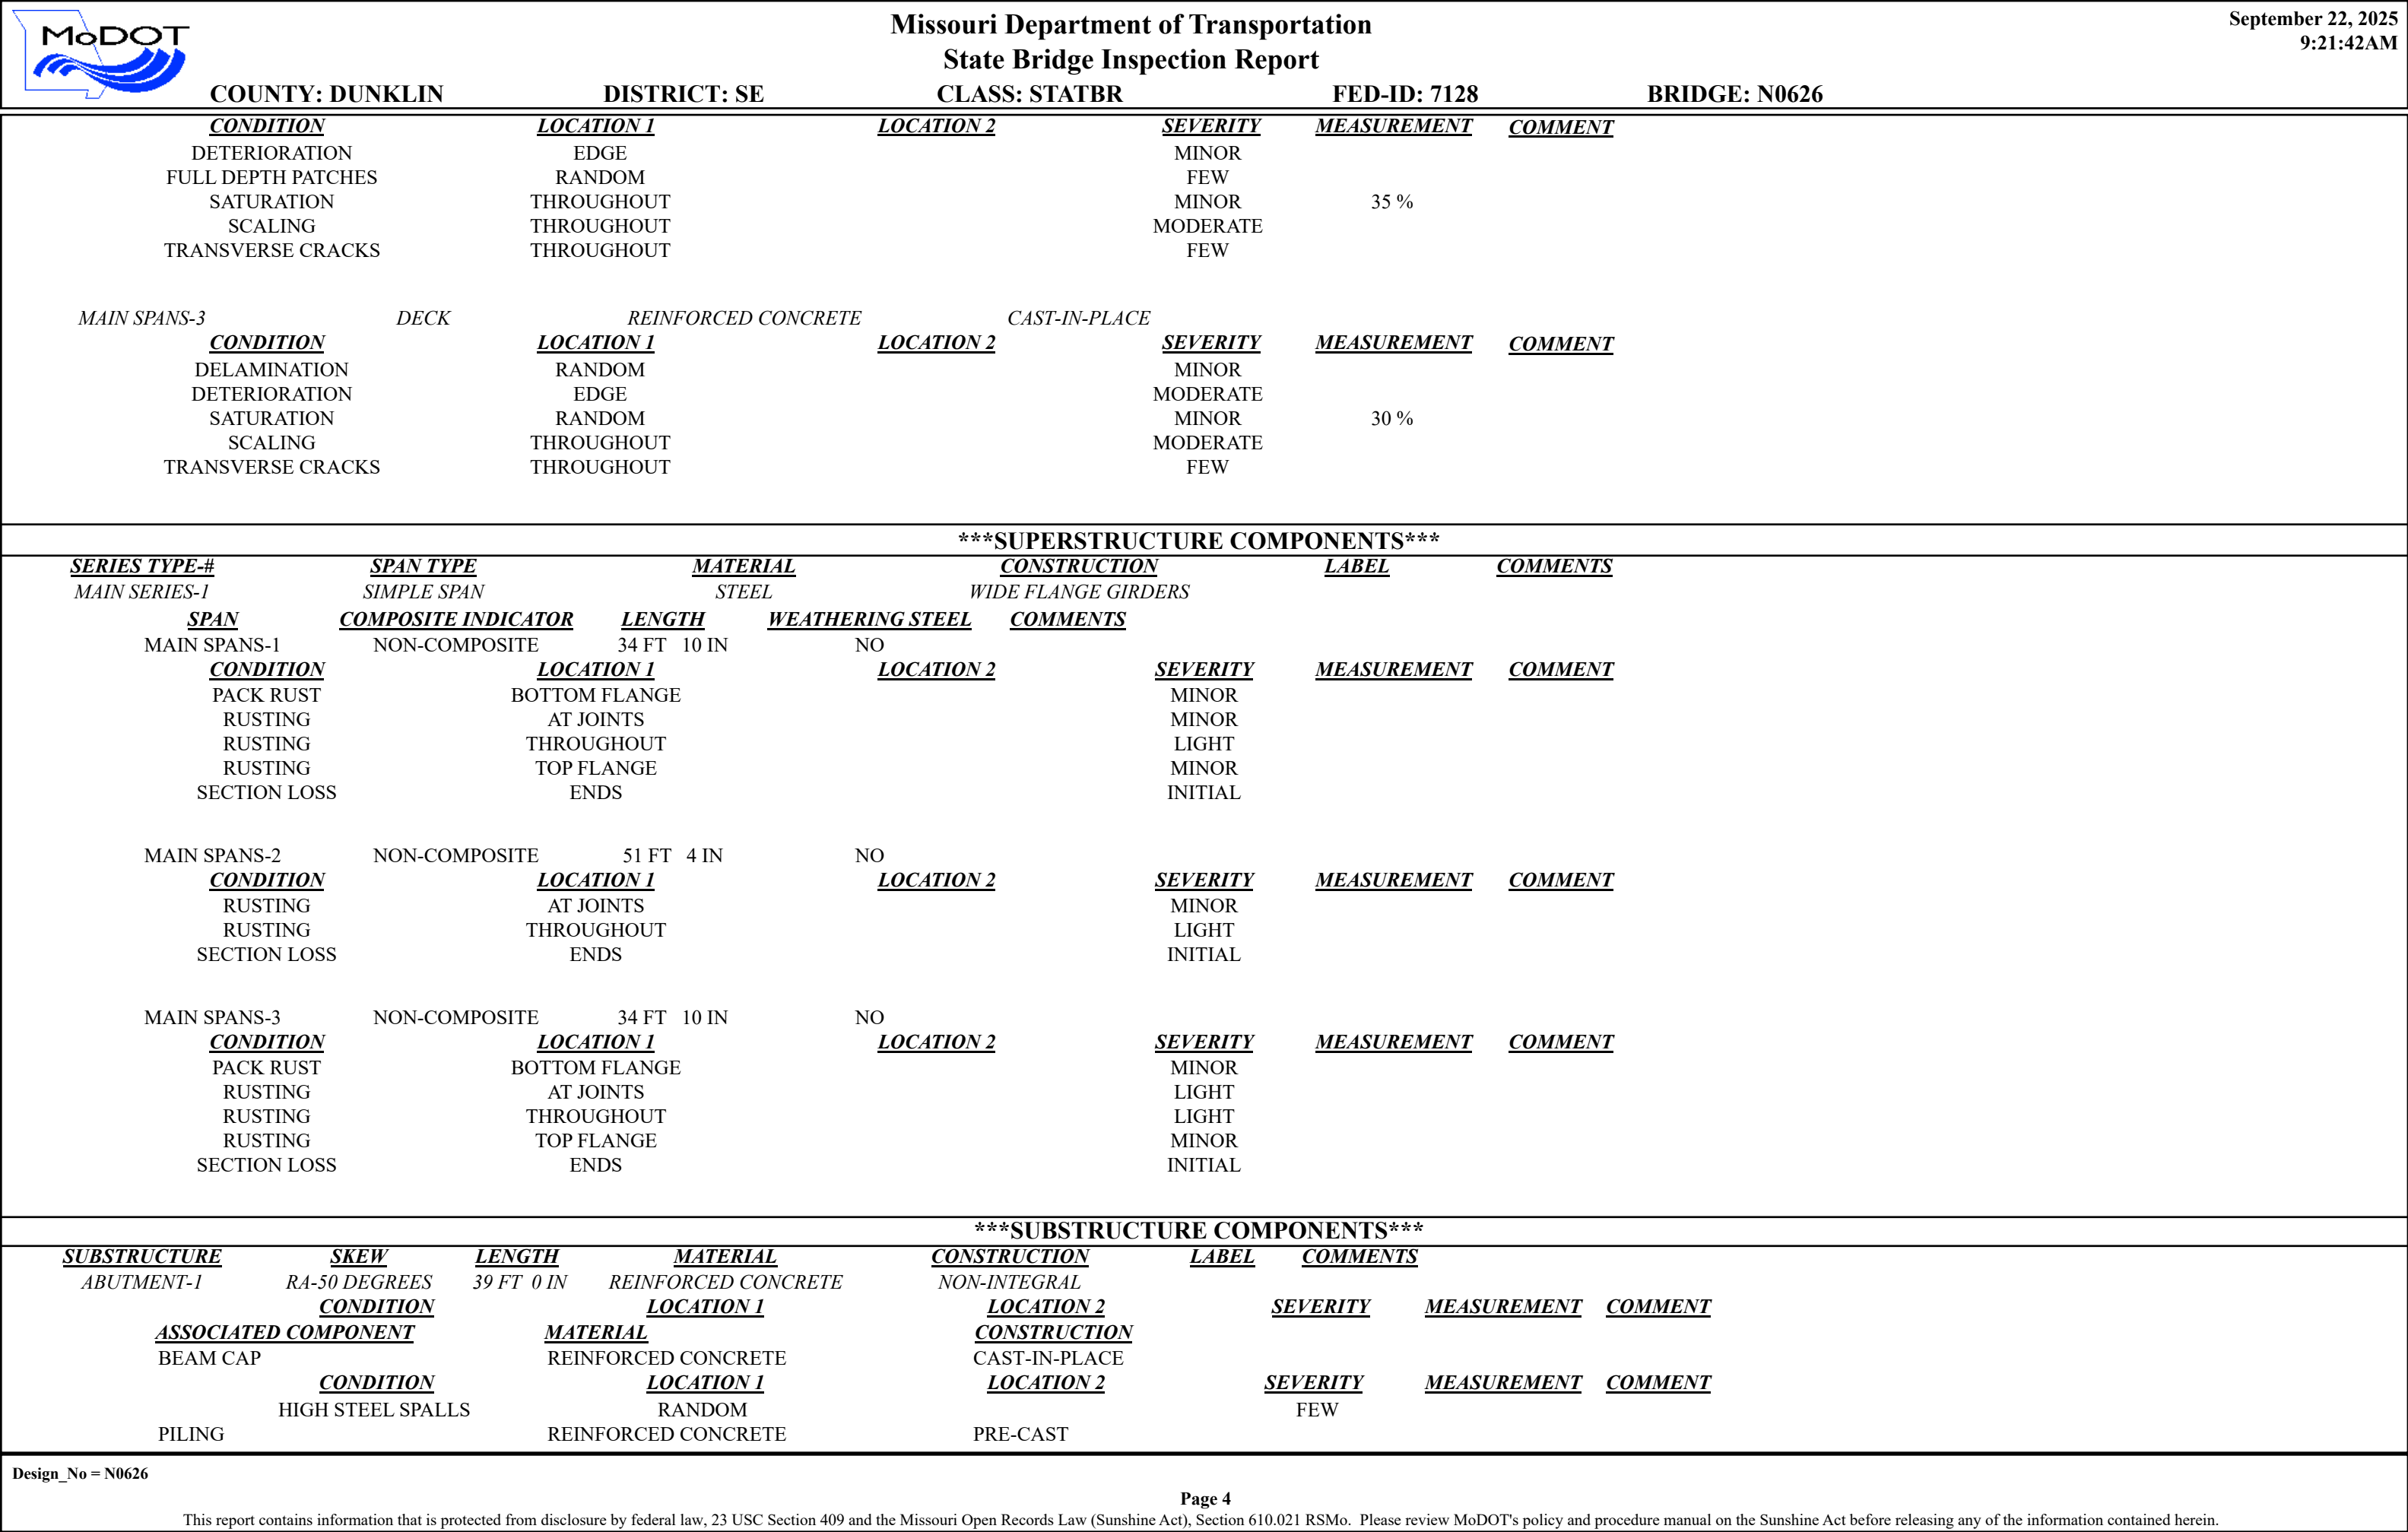 MoDOT
Missouri Department of Transportation
State Bridge Inspection Report
September 22, 2025
9:21:42AM
COUNTY: DUNKLIN DISTRICT: SE CLASS: STATBR FED-ID: 7128 BRIDGE: N0626
CONDITION LOCATION 1 LOCATION 2 SEVERITY MEASUREMENT COMMENT
DETERIORATION EDGE MINOR
FULL DEPTH PATCHES RANDOM FEW
SATURATION THROUGHOUT MINOR 35 %
SCALING THROUGHOUT MODERATE
TRANSVERSE CRACKS THROUGHOUT FEW
MAIN SPANS-3 DECK REINFORCED CONCRETE CAST-IN-PLACE
CONDITION LOCATION 1 LOCATION 2 SEVERITY MEASUREMENT COMMENT
DELAMINATION RANDOM MINOR
DETERIORATION EDGE MODERATE
SATURATION RANDOM MINOR 30 %
SCALING THROUGHOUT MODERATE
TRANSVERSE CRACKS THROUGHOUT FEW
***SUPERSTRUCTURE COMPONENTS***
SERIES TYPE-# SPAN TYPE MATERIAL CONSTRUCTION LABEL COMMENTS
MAIN SERIES-1 SIMPLE SPAN STEEL WIDE FLANGE GIRDERS
SPAN COMPOSITE INDICATOR LENGTH WEATHERING STEEL COMMENTS
MAIN SPANS-1 NON-COMPOSITE 34 FT 10 IN NO
CONDITION LOCATION 1 LOCATION 2 SEVERITY MEASUREMENT COMMENT
PACK RUST BOTTOM FLANGE MINOR
RUSTING AT JOINTS MINOR
RUSTING THROUGHOUT LIGHT
RUSTING TOP FLANGE MINOR
SECTION LOSS ENDS INITIAL
MAIN SPANS-2 NON-COMPOSITE 51 FT 4 IN NO
CONDITION LOCATION 1 LOCATION 2 SEVERITY MEASUREMENT COMMENT
RUSTING AT JOINTS MINOR
RUSTING THROUGHOUT LIGHT
SECTION LOSS ENDS INITIAL
MAIN SPANS-3 NON-COMPOSITE 34 FT 10 IN NO
CONDITION LOCATION 1 LOCATION 2 SEVERITY MEASUREMENT COMMENT
PACK RUST BOTTOM FLANGE MINOR
RUSTING AT JOINTS LIGHT
RUSTING THROUGHOUT LIGHT
RUSTING TOP FLANGE MINOR
SECTION LOSS ENDS INITIAL
***SUBSTRUCTURE COMPONENTS***
SUBSTRUCTURE SKEW LENGTH MATERIAL CONSTRUCTION LABEL COMMENTS
ABUTMENT-1 RA-50 DEGREES 39 FT 0 IN REINFORCED CONCRETE NON-INTEGRAL
CONDITION LOCATION 1 LOCATION 2 SEVERITY MEASUREMENT COMMENT
ASSOCIATED COMPONENT MATERIAL CONSTRUCTION
BEAM CAP REINFORCED CONCRETE CAST-IN-PLACE
CONDITION LOCATION 1 LOCATION 2 SEVERITY MEASUREMENT COMMENT
HIGH STEEL SPALLS RANDOM FEW
PILING REINFORCED CONCRETE PRE-CAST
Design_No = N0626
Page 4
This report contains information that is protected from disclosure by federal law, 23 USC Section 409 and the Missouri Open Records Law (Sunshine Act), Section 610.021 RSMo. Please review MoDOT's policy and procedure manual on the Sunshine Act before releasing any of the information contained herein.